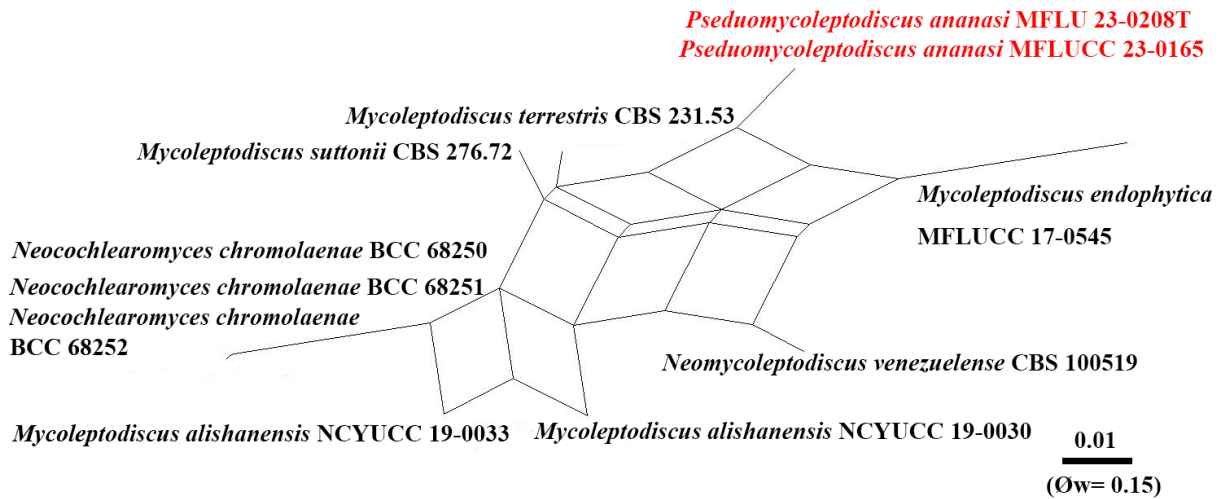 Pseduomycoleptodiscus ananasi MFLU 23-0208T
Pseduomycoleptodiscus ananasi MFLUCC 23-0165
Mycoleptodiscus terrestris CBS 231.53
Mycoleptodiscus suttonii CBS 276.72
Mycoleptodiscus endophytica
MFLUCC 17-0545
Neocochlearomyces chromolaenae BCC 68250
Neocochlearomyces chromolaenae BCC 68251
Neocochlearomyces chromolaenae
BCC 68252
Neomycoleptodiscus venezuelense CBS 100519
Mycoleptodiscus alishanensis NCYUCC 19-0033
Mycoleptodiscus alishanensis NCYUCC 19-0030
0.01
(Øw= 0.15)